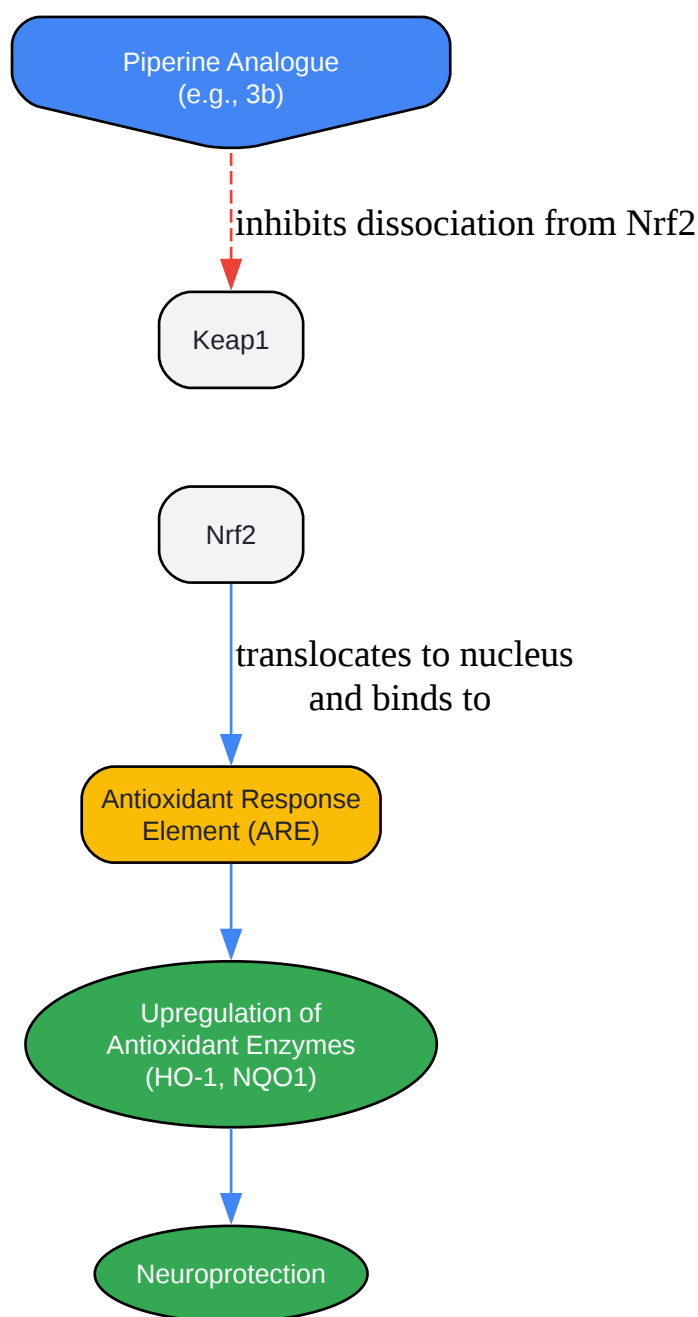 Piperine Analogue
(e.g., 3b)
inhibits dissociation from Nrf2
Keap1
Nrf2
translocates to nucleus
and binds to
Antioxidant Response
Element (ARE)
Upregulation of
Antioxidant Enzymes
(HO-1, NQO1)
Neuroprotection